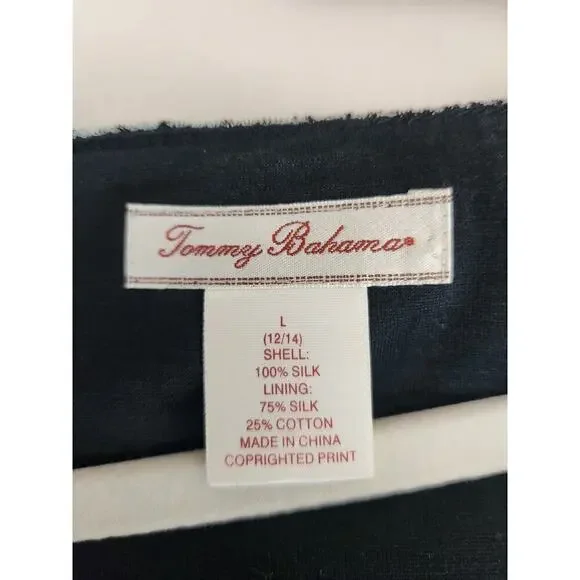 Tommy Bahama
L
(12/14)
SHELL:
100% SILK
LINING:
75% SILK
25% COTTON
MADE IN CHINA
COPRIGHTED PRINT